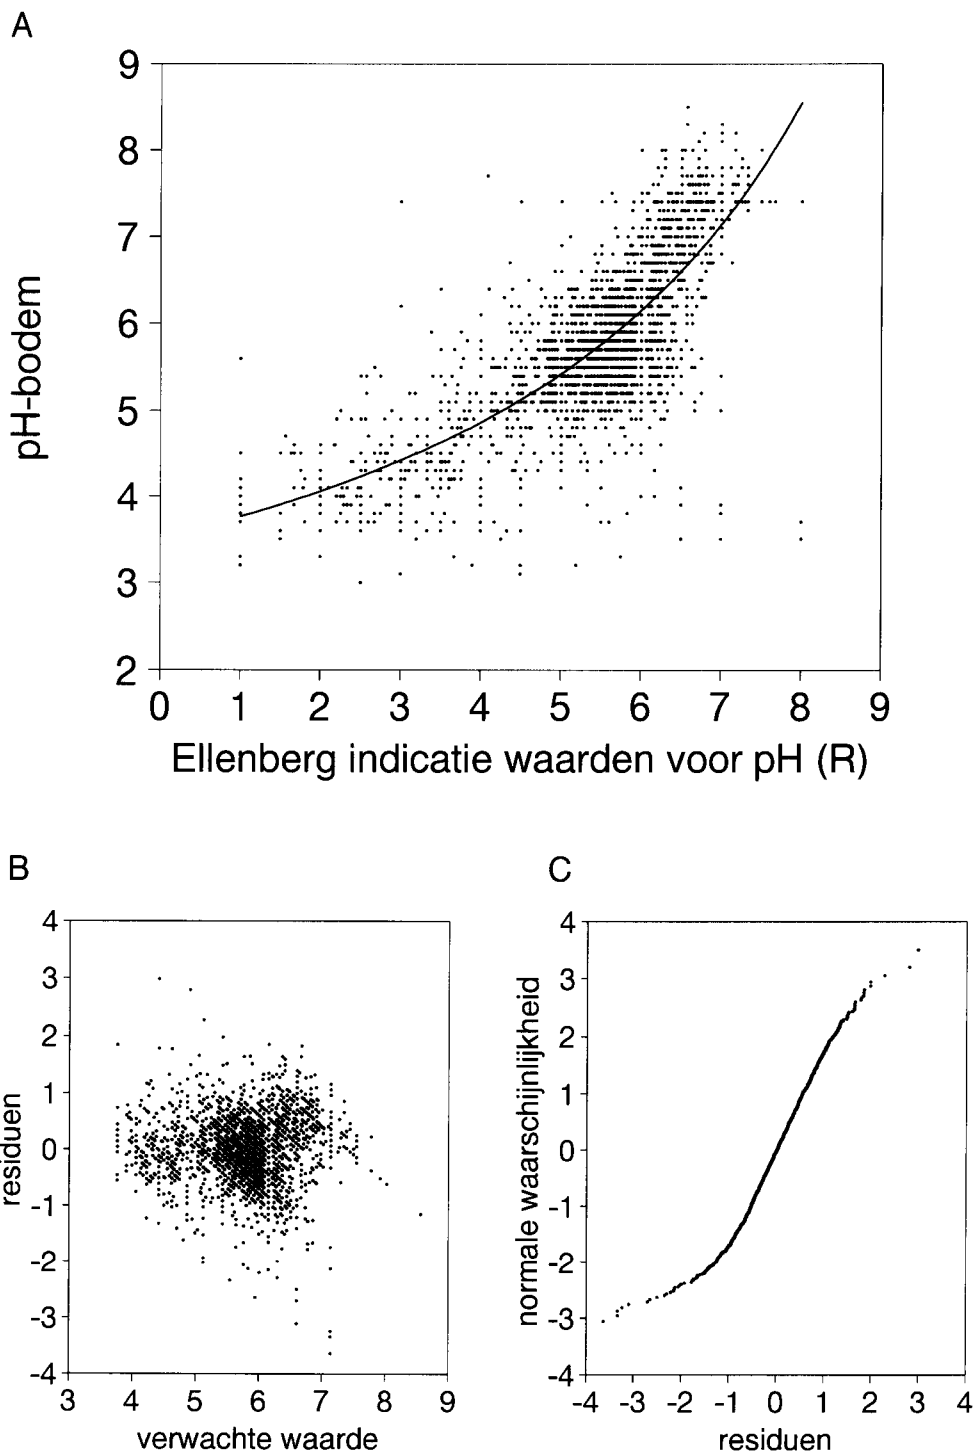 A
9
8
7
6
5
4
3
2
pH-bodem
0 1 2 3 4 5 6 7 8 9
Ellenberg indicatie waarden voor pH (R)
B
4
3
2
1
0
-1
-2
-3
-4
residuen
3 4 5 6 7 8 9
verwachte waarde
C
4
3
2
1
0
-1
-2
-3
-4
normale waarschijnlijkheid
-4 -3 -2 -1 0 1 2 3 4
residuen